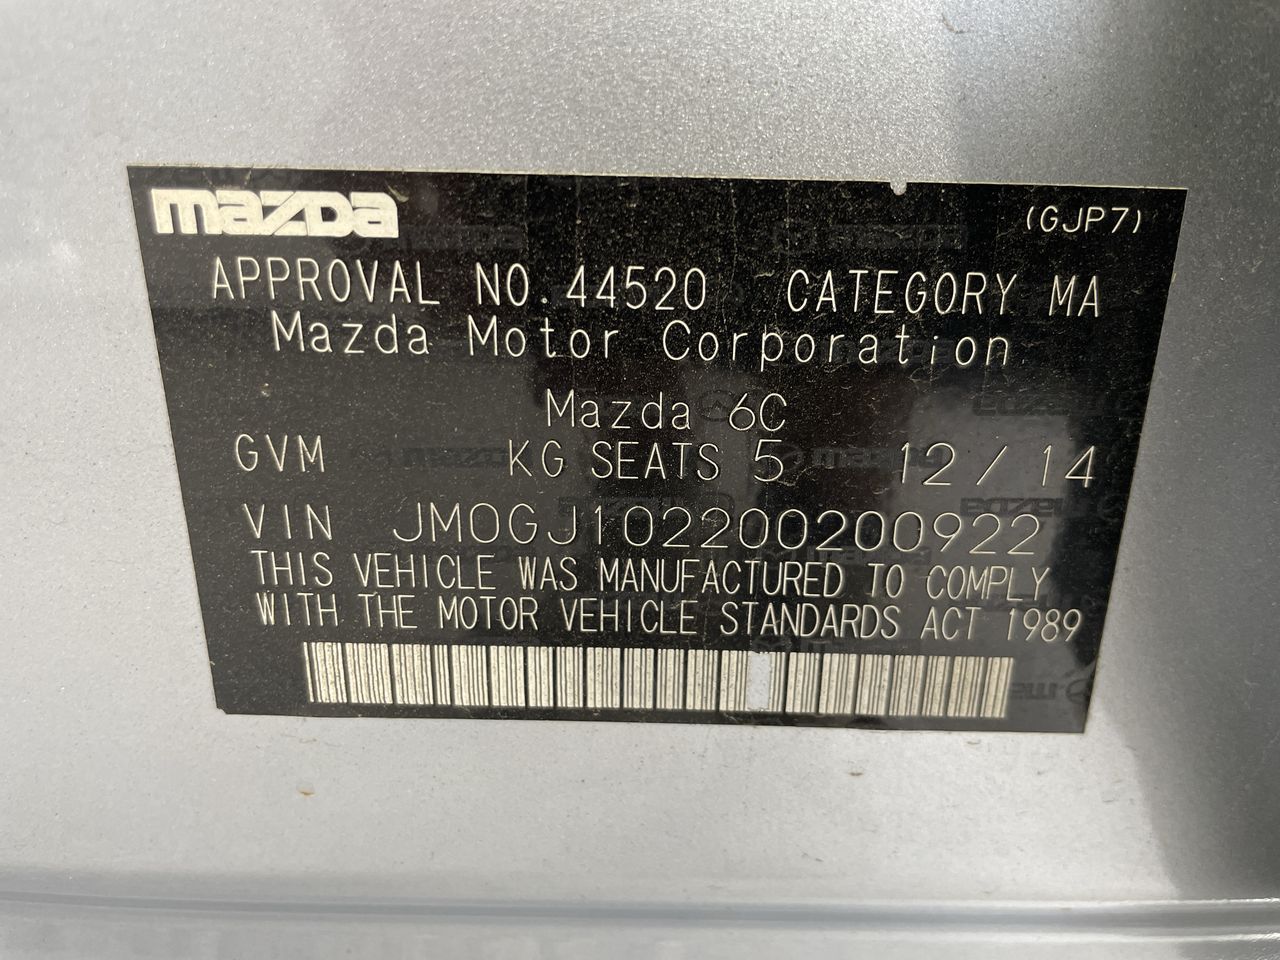 mazda
(GJP7)
APPROVAL NO. 44520 CATEGORY MA
Mazda Motor Corporation
Mazda 6C
GVM KG SEATS 5 12/14
VIN JM0GJ102200200922
THIS VEHICLE WAS MANUFACTURED TO COMPLY
WITH THE MOTOR VEHICLE STANDARDS ACT 1989